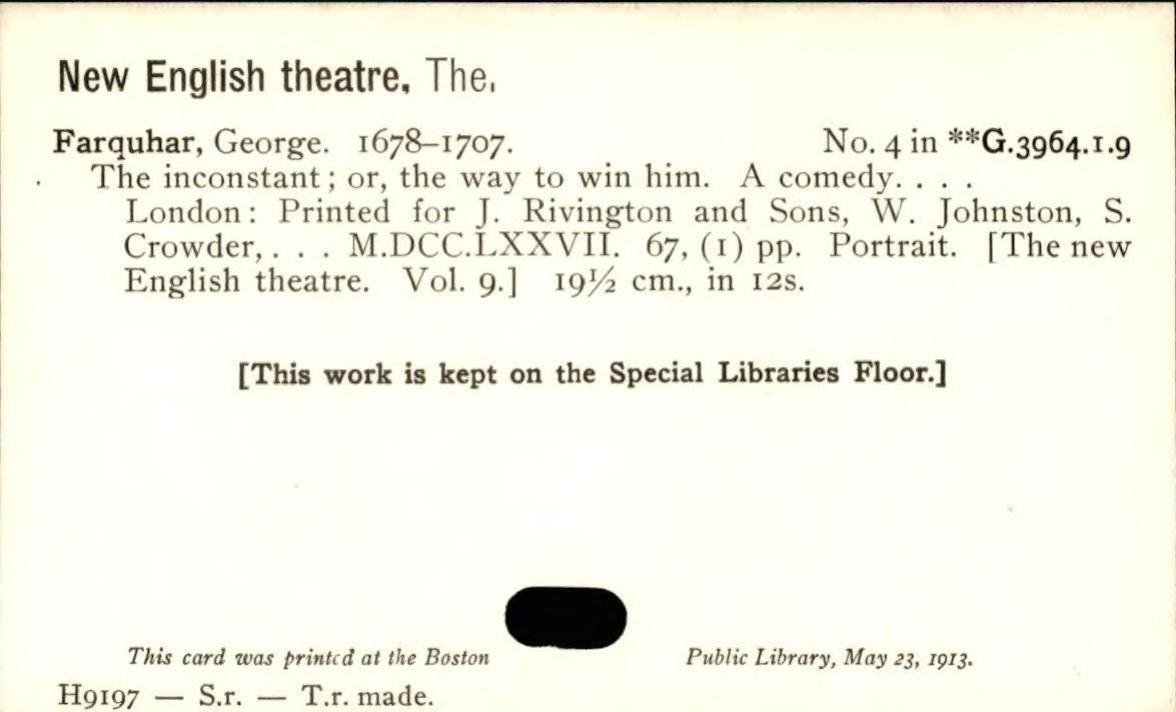 New English theatre, The.
Farquhar, George. 1678–1707. No. 4 in **G.3964.1.9
The inconstant; or, the way to win him. A comedy. . . .
London: Printed for J. Rivington and Sons, W. Johnston, S.
Crowder, . . . M.DCC.LXXVII. 67, (1) pp. Portrait. [The new
English theatre. Vol. 9.] 19½ cm., in 12s.
[This work is kept on the Special Libraries Floor.]
This card was printed at the Boston Public Library, May 23, 1913.
H9197 — S.r. — T.r. made.